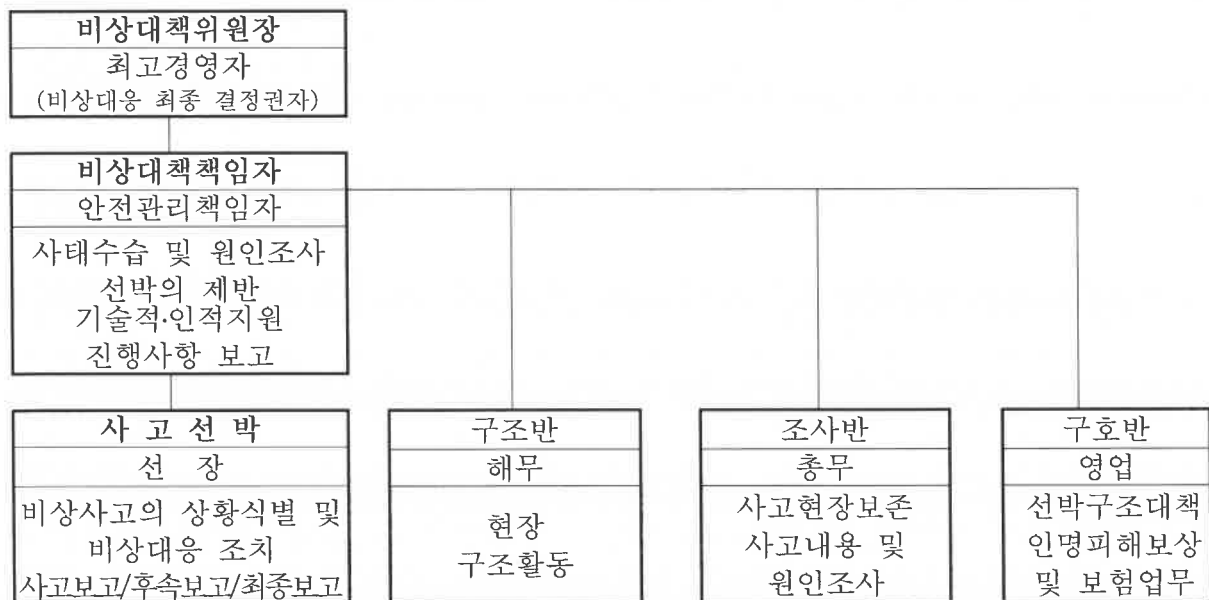 비상대책위원장
최고경영자
(비상대응 최종 결정권자)
비상대책책임자
안전관리책임자
사태수습 및 원인조사
선박의 제반
기술적·인적지원
진행사항 보고
사 고 선 박
선 장
비상사고의 상황식별 및
비상대응 조치
사고보고/후속보고/최종보고
구조반
해무
현장
구조활동
조사반
총무
사고현장보존
사고내용 및
원인조사
구호반
영업
선박구조대책
인명피해보상
및 보험업무